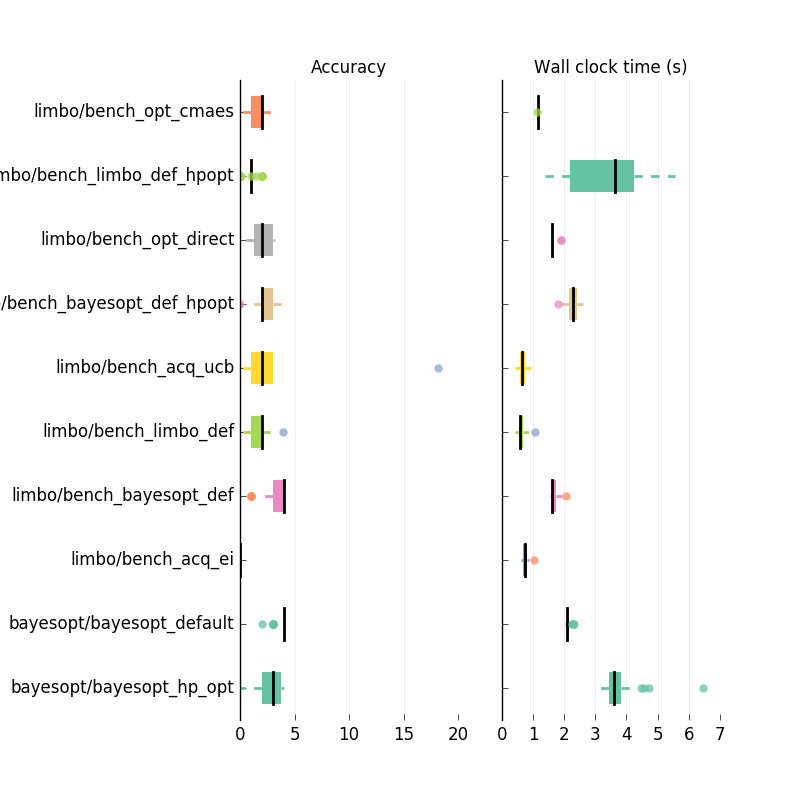 Accuracy Wall clock time (s)
limbo/bench_opt_cmaes
mbo/bench_limbo_def_hpopt
limbo/bench_opt_direct
/bench_bayesopt_def_hpopt
limbo/bench_acq_ucb
limbo/bench_limbo_def
limbo/bench_bayesopt_def
limbo/bench_acq_ei
bayesopt/bayesopt_default
bayesopt/bayesopt_hp_opt
0 5 10 15 20 0 1 2 3 4 5 6 7